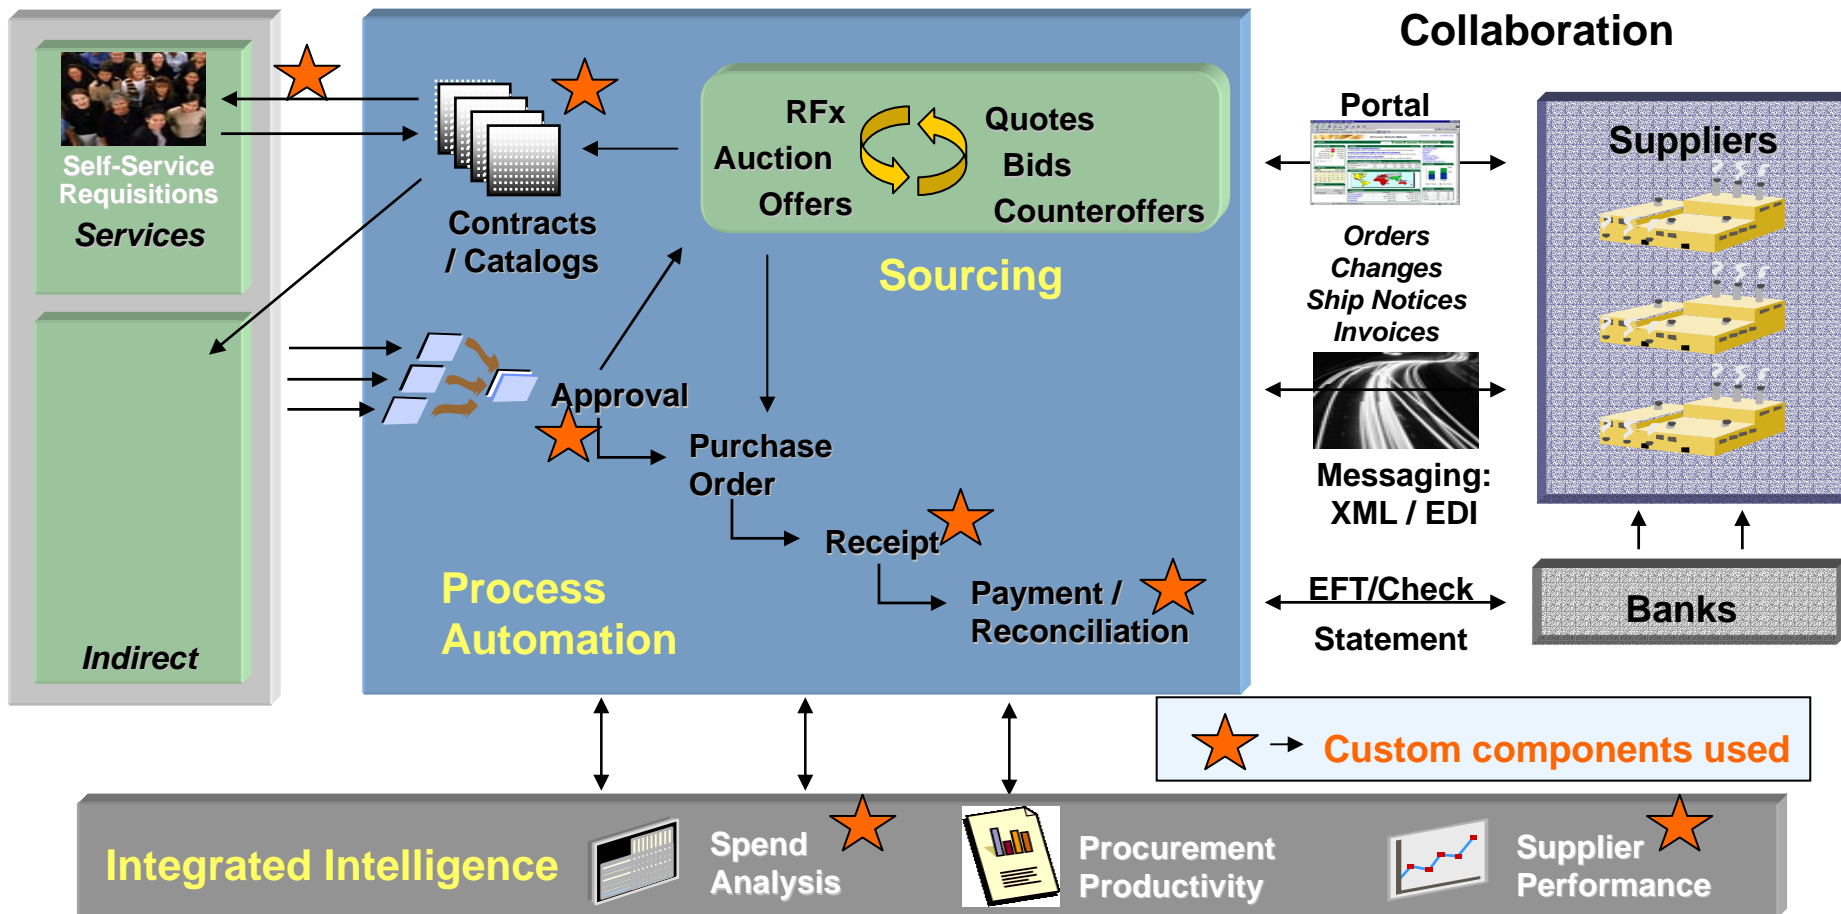 Collaboration
Self-Service
Requisitions
Services
Indirect
Contracts
/ Catalogs
RFx
Auction
Offers
Quotes
Bids
Counteroffers
Sourcing
Approval
Purchase
Order
Receipt
Payment /
Reconciliation
Process
Automation
Portal
Orders
Changes
Ship Notices
Invoices
Messaging:
XML / EDI
EFT/Check
Statement
Suppliers
Banks
Custom components used
Integrated Intelligence
Spend
Analysis
Procurement
Productivity
Supplier
Performance